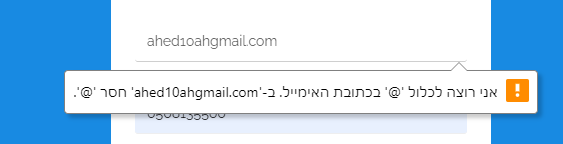 ahed10ahgmail.com
אני רוצה לכלול '@' בכתובת האימייל. ב-'ahed10ahgmail.com' חסר '@'.